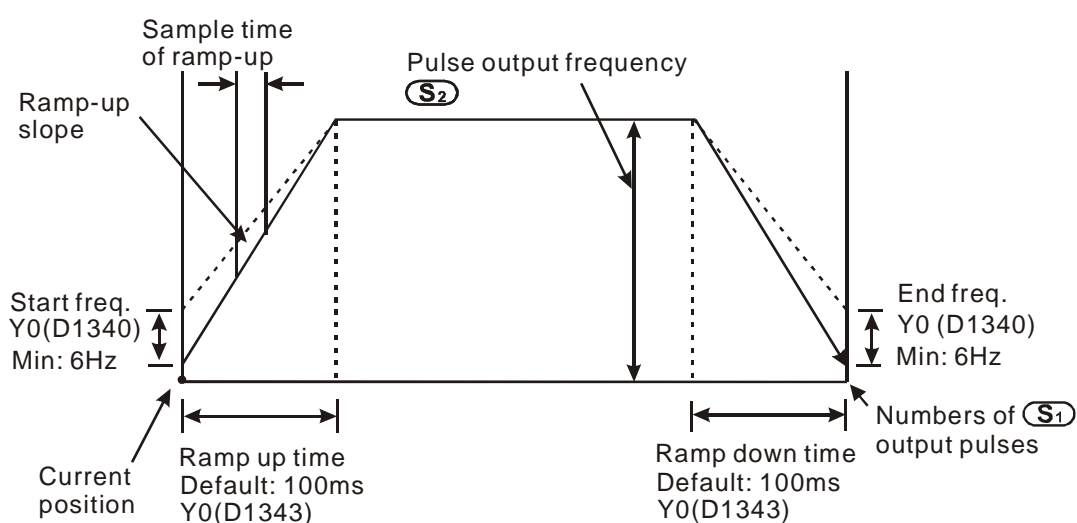 Sample time
of ramp-up
Pulse output frequency
S2
Ramp-up
slope
Start freq.
Y0(D1340)
Min: 6Hz
End freq.
Y0 (D1340)
Min: 6Hz
Current
position
Ramp up time
Default: 100ms
Y0(D1343)
Ramp down time
Default: 100ms
Y0(D1343)
Numbers of S1
output pulses